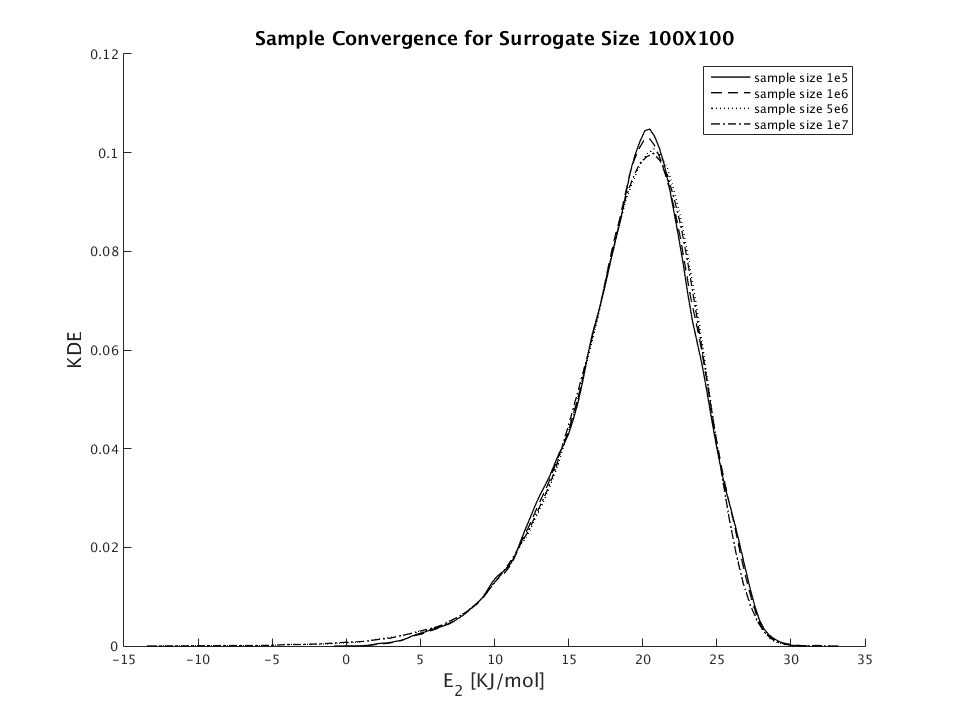 Sample Convergence for Surrogate Size 100X100
sample size 1e5
sample size 1e6
sample size 5e6
sample size 1e7
0.12
0.1
0.08
0.06
0.04
0.02
0
KDE
-15 -10 -5 0 5 10 15 20 25 30 35
E2 [KJ/mol]